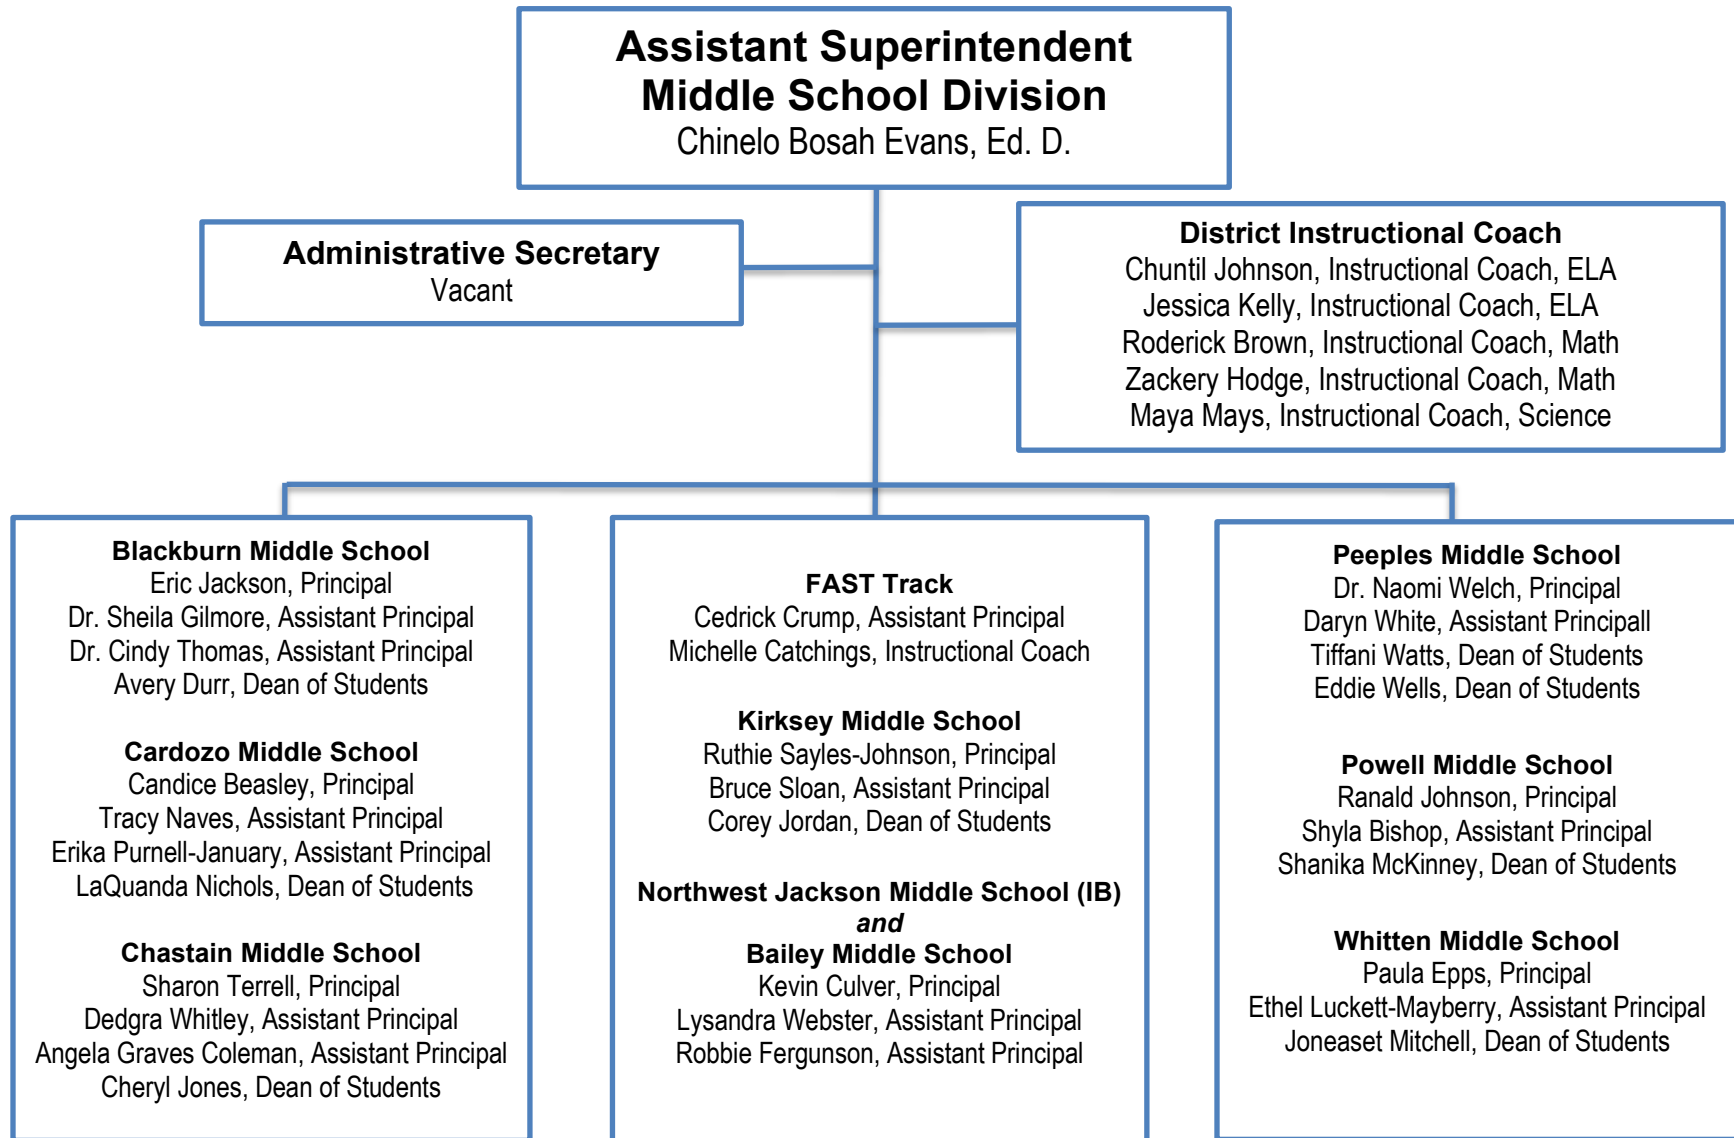 Assistant Superintendent
Middle School Division
Chinelo Bosah Evans, Ed. D.
Administrative Secretary
Vacant
District Instructional Coach
Chuntil Johnson, Instructional Coach, ELA
Jessica Kelly, Instructional Coach, ELA
Roderick Brown, Instructional Coach, Math
Zackery Hodge, Instructional Coach, Math
Maya Mays, Instructional Coach, Science
Blackburn Middle School
Eric Jackson, Principal
Dr. Sheila Gilmore, Assistant Principal
Dr. Cindy Thomas, Assistant Principal
Avery Durr, Dean of Students
Cardozo Middle School
Candice Beasley, Principal
Tracy Naves, Assistant Principal
Erika Purnell-January, Assistant Principal
LaQuanda Nichols, Dean of Students
Chastain Middle School
Sharon Terrell, Principal
Dedgra Whitley, Assistant Principal
Angela Graves Coleman, Assistant Principal
Cheryl Jones, Dean of Students
FAST Track
Cedrick Crump, Assistant Principal
Michelle Catchings, Instructional Coach
Kirksey Middle School
Ruthie Sayles-Johnson, Principal
Bruce Sloan, Assistant Principal
Corey Jordan, Dean of Students
Northwest Jackson Middle School (IB)
and
Bailey Middle School
Kevin Culver, Principal
Lysandra Webster, Assistant Principal
Robbie Fergunson, Assistant Principal
Peeples Middle School
Dr. Naomi Welch, Principal
Daryn White, Assistant Principall
Tiffani Watts, Dean of Students
Eddie Wells, Dean of Students
Powell Middle School
Ranald Johnson, Principal
Shyla Bishop, Assistant Principal
Shanika McKinney, Dean of Students
Whitten Middle School
Paula Epps, Principal
Ethel Luckett-Mayberry, Assistant Principal
Joneaset Mitchell, Dean of Students